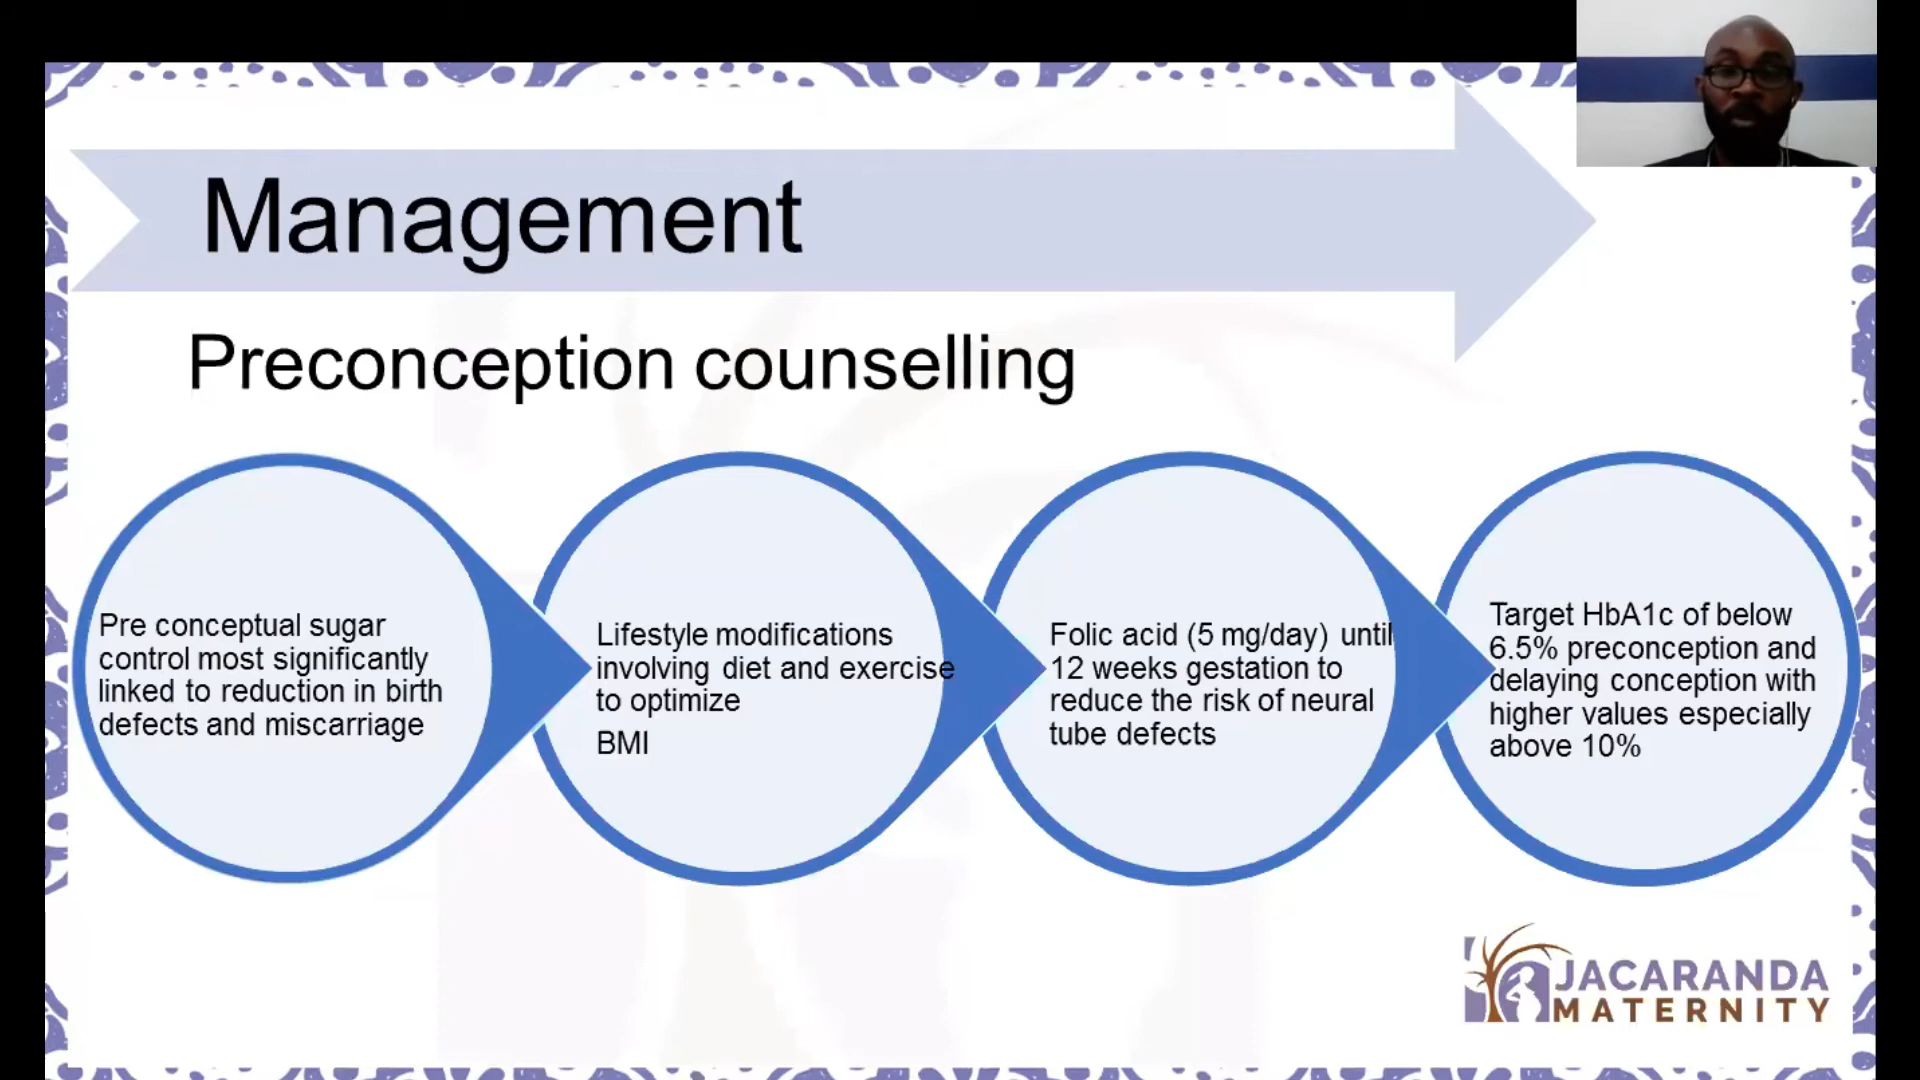 Management
Preconception counselling
Pre conceptual sugar
control most significantly
linked to reduction in birth
defects and miscarriage
Lifestyle modifications
involving diet and exercise
to optimize
BMI
Folic acid (5 mg/day) until
12 weeks gestation to
reduce the risk of neural
tube defects
Target HbA1c of below
6.5% preconception and
delaying conception with
higher values especially
above 10%
JACARANDA
MATERNITY